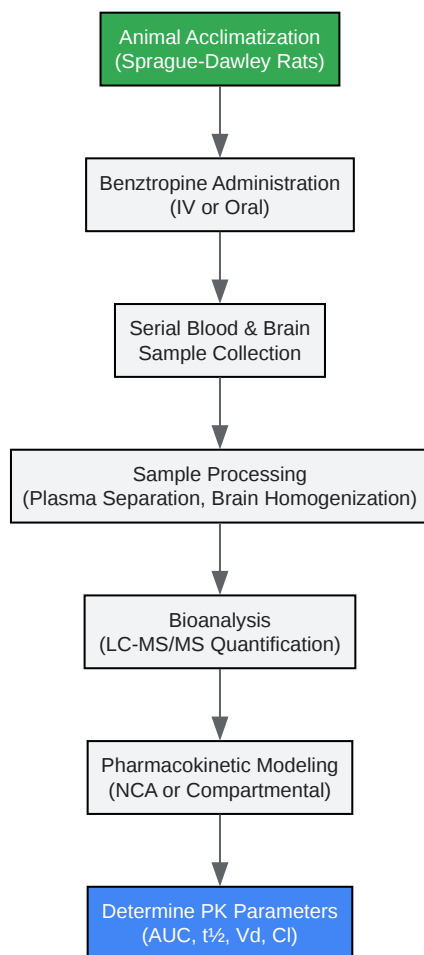 Animal Acclimatization
(Sprague-Dawley Rats)
Benztropine Administration
(IV or Oral)
Serial Blood & Brain
Sample Collection
Sample Processing
(Plasma Separation, Brain Homogenization)
Bioanalysis
(LC-MS/MS Quantification)
Pharmacokinetic Modeling
(NCA or Compartmental)
Determine PK Parameters
(AUC, t½, Vd, Cl)